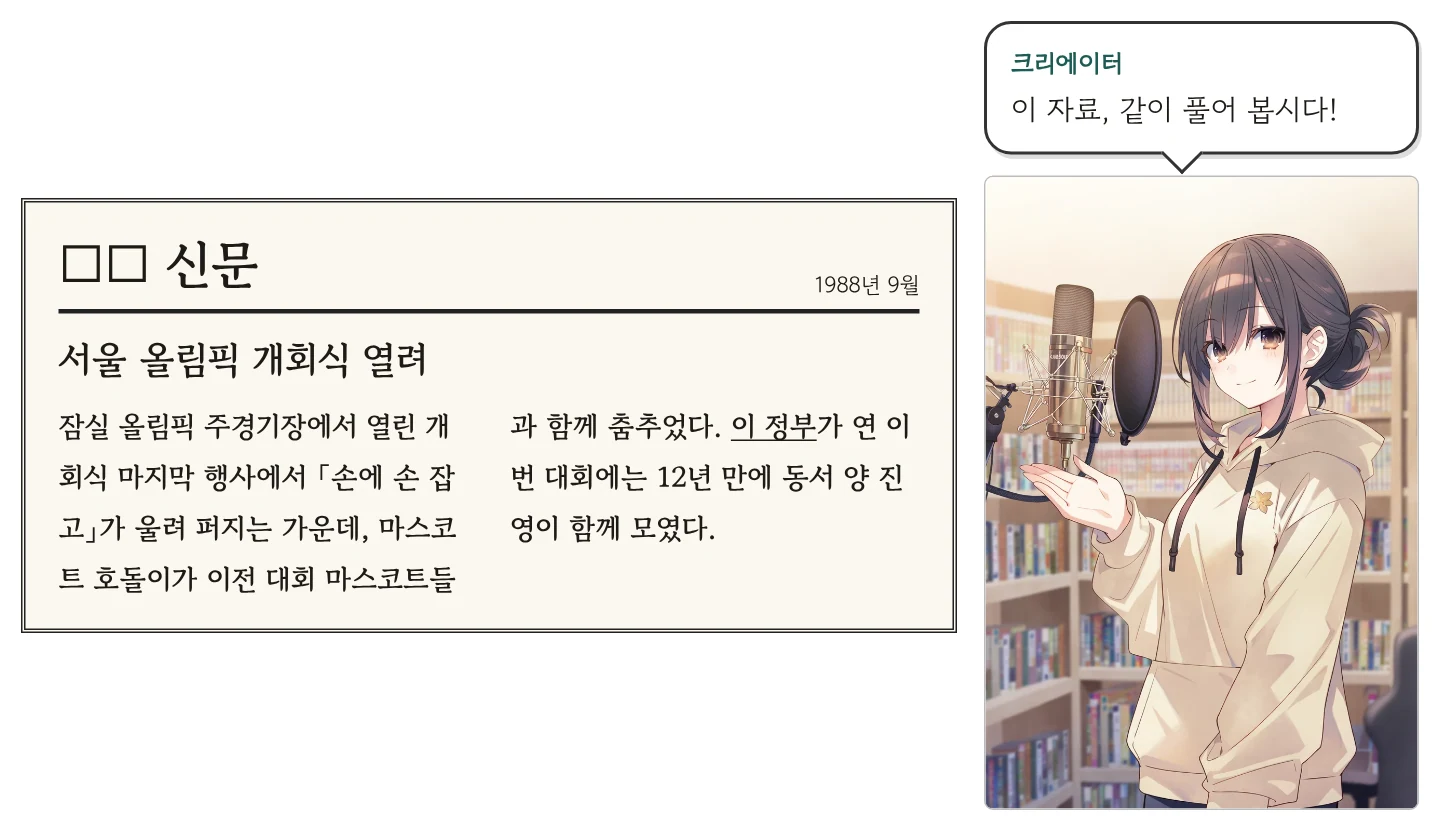 □□ 신문
1988년 9월
서울 올림픽 개회식 열려
잠실 올림픽 주경기장에서 열린 개
회식 마지막 행사에서 「손에 손 잡
고」가 울려 퍼지는 가운데, 마스코
트 호돌이가 이전 대회 마스코트들
과 함께 춤추었다. 이 정부가 연 이
번 대회에는 12년 만에 동서 양 진
영이 함께 모였다.
크리에이터
이 자료, 같이 풀어 봅시다!